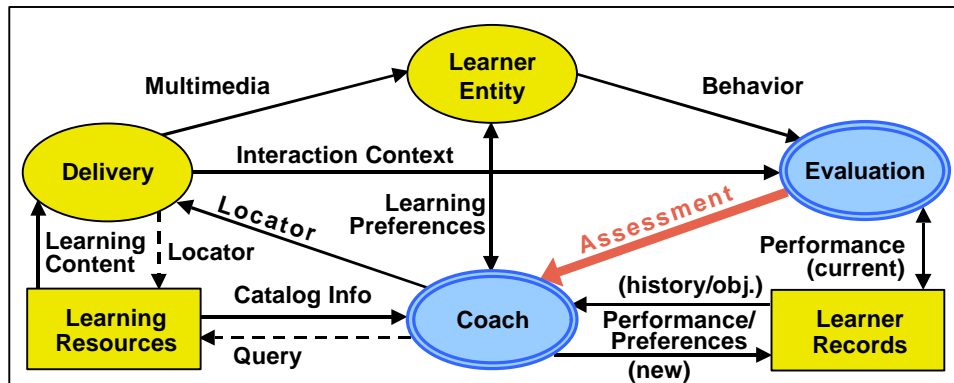 Learner
Entity
Multimedia
Behavior
Interaction Context
Delivery
Evaluation
Learning
Preferences
Locator
Assessment
Learning
Content
Locator
Performance
(current)
Catalog Info
(history/obj.)
Learning
Resources
Coach
Performance/
Preferences
Learner
Records
Query
(new)